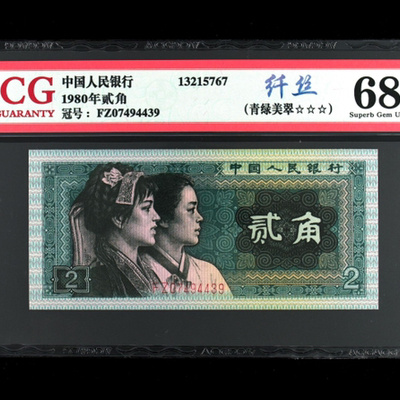 CG
GUARANTY
中国人民银行
1980年贰角
冠号：FZ07494439
13215767
纤丝
(青绿美翠☆☆☆)
68
Superb Gem U
中国人民银行
贰角
2
2
FZ07494439